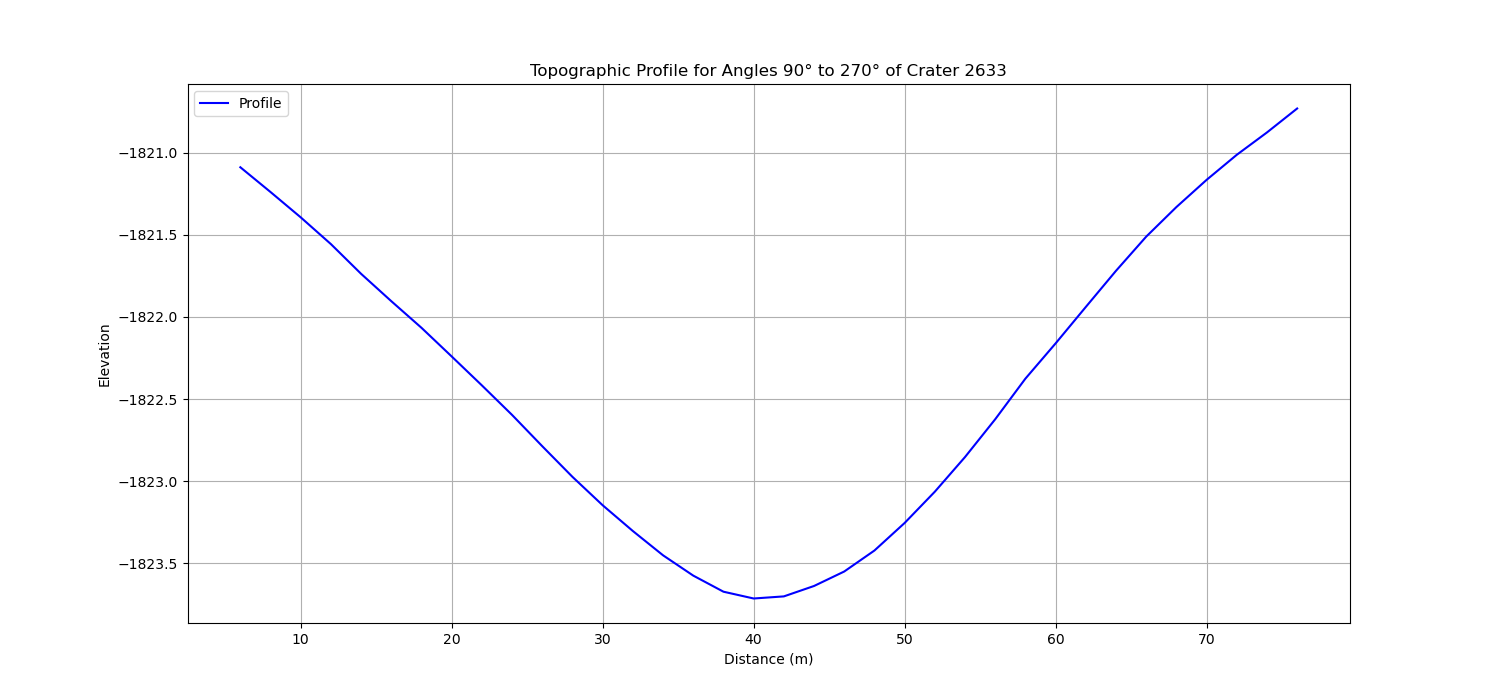 Topographic Profile for Angles 90° to 270° of Crater 2633
Profile
−1821.0
−1821.5
−1822.0
−1822.5
−1823.0
−1823.5
Elevation
10 20 30 40 50 60 70
Distance (m)